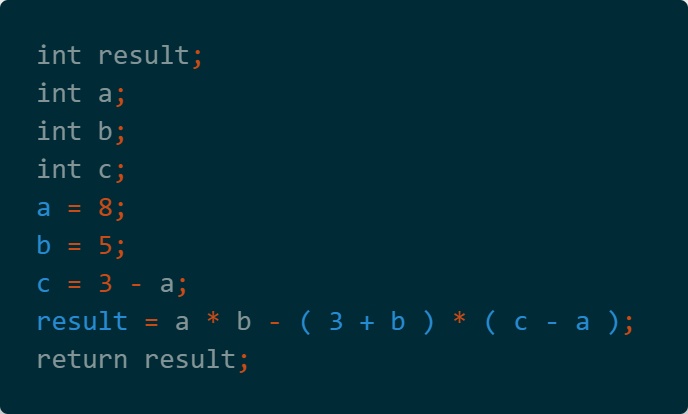 int result;
int a;
int b;
int c;
a = 8;
b = 5;
c = 3 - a;
result = a * b - ( 3 + b ) * ( c - a );
return result;